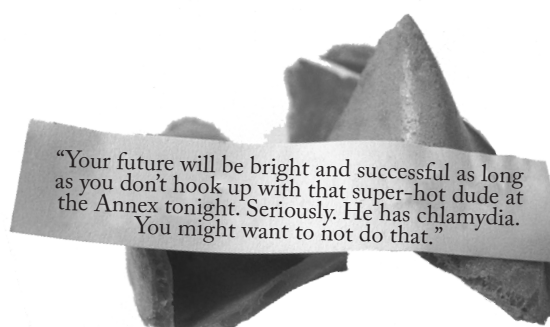 “Your future will be bright and successful as long
as you don’t hook up with that super-hot dude at
the Annex tonight. Seriously. He has chlamydia.
You might want to not do that.”